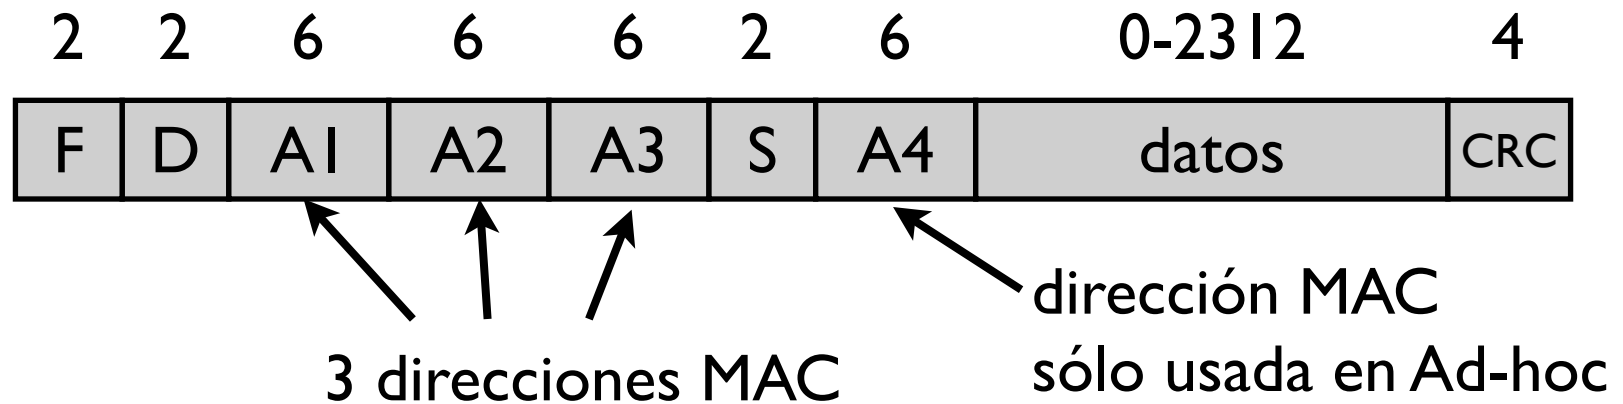 2 2 6 6 6 2 6 0-2312 4
F D A1 A2 A3 S A4 datos CRC
3 direcciones MAC
dirección MAC
sólo usada en Ad-hoc